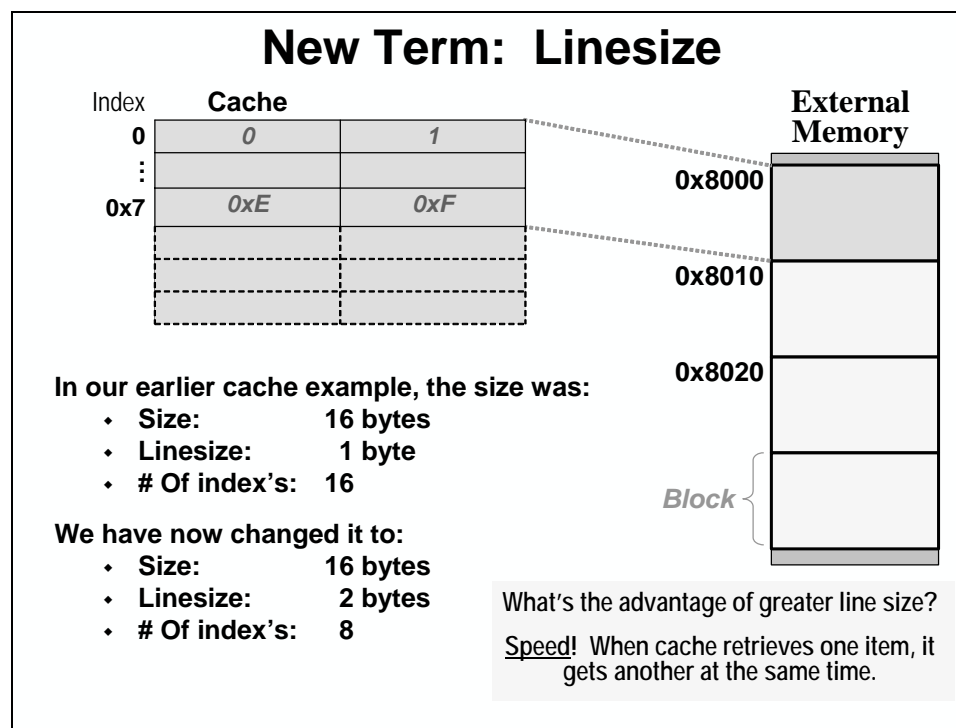 New Term: Linesize
Index Cache
0 0 1
:
0x7 0xE 0xF
External
Memory
0x8000
0x8010
0x8020
Block
In our earlier cache example, the size was:
◆ Size: 16 bytes
◆ Linesize: 1 byte
◆ # Of index's: 16
We have now changed it to:
◆ Size: 16 bytes
◆ Linesize: 2 bytes
◆ # Of index's: 8
What's the advantage of greater line size?
Speed! When cache retrieves one item, it
gets another at the same time.